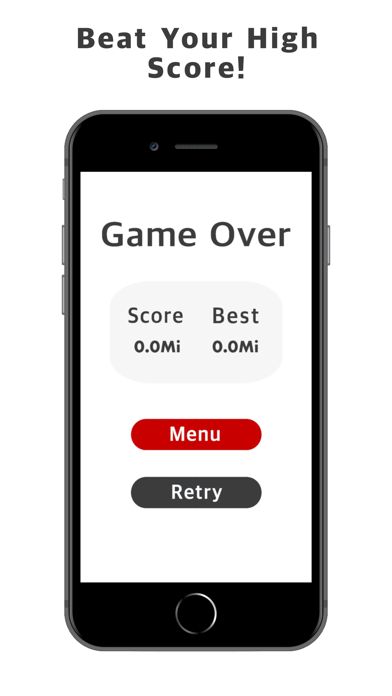 Beat Your High
Score!
Game Over
Score Best
0.0Mi 0.0Mi
Menu
Retry